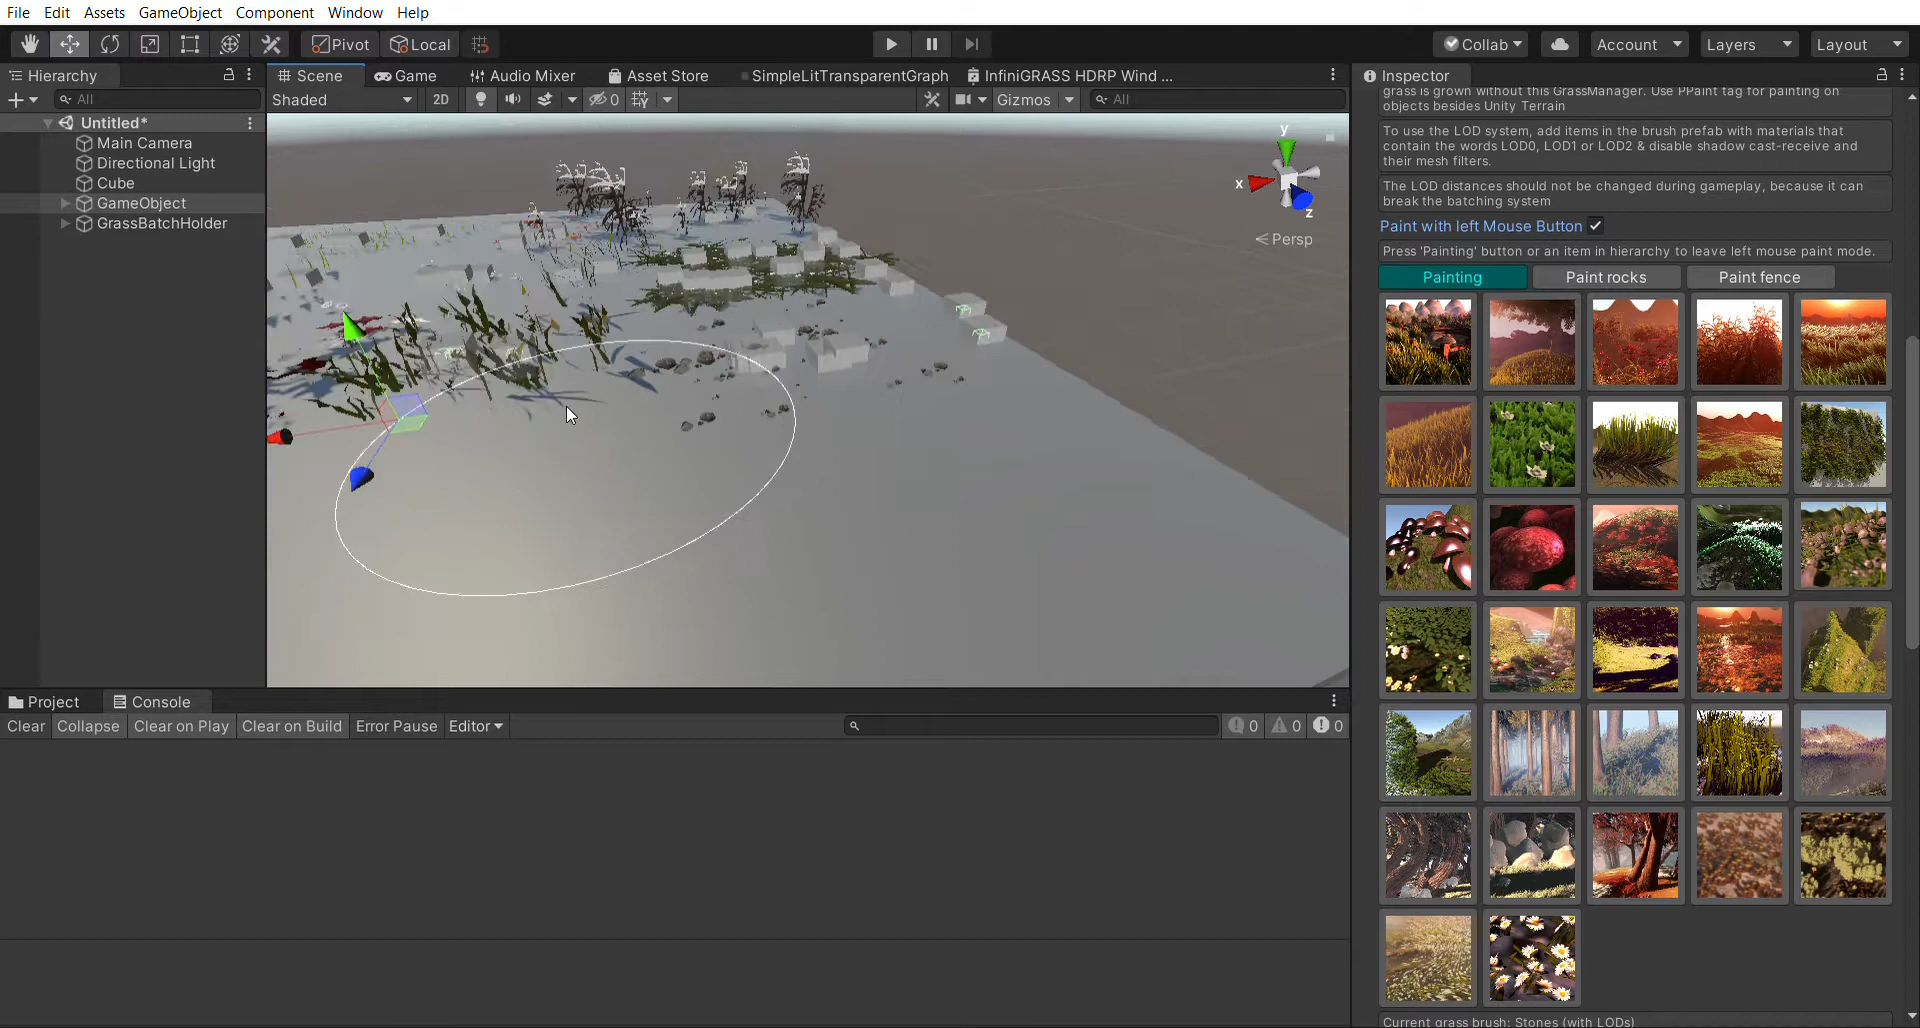 File Edit Assets GameObject Component Window Help
Pivot Local Collab Account Layers Layout
Hierarchy Scene Game Audio Mixer Asset Store SimpleLitTransparentGraph InfiniGRASS HDRP Wind ... Inspector
All Shaded 2D 0 Gizmos All
grass is grown without this GrassManager. Use PPaint tag for painting on
objects besides Unity Terrain
Untitled*
Main Camera
Directional Light
Cube
GameObject
GrassBatchHolder
y
x
z
Persp
To use the LOD system, add items in the brush prefab with materials that
contain the words LOD0, LOD1 or LOD2 & disable shadow cast-receive and
their mesh filters.
The LOD distances should not be changed during gameplay, because it can
break the batching system
Paint with left Mouse Button
Press 'Painting' button or an item in hierarchy to leave left mouse paint mode.
Painting Paint rocks Paint fence
Project Console
Clear Collapse Clear on Play Clear on Build Error Pause Editor 0 0 0
Current grass brush: Stones (with LODs)